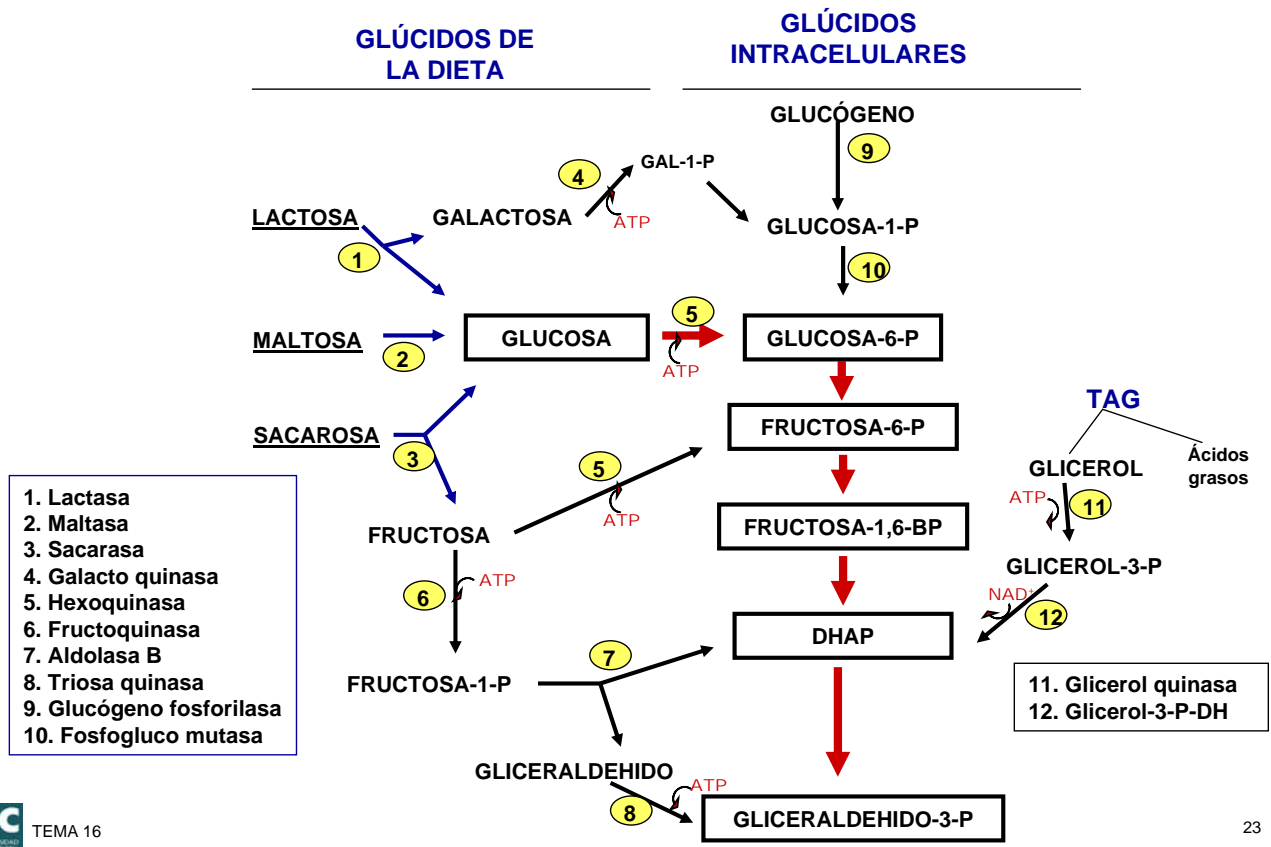 GLÚCIDOS DE
LA DIETA
GLÚCIDOS
INTRACELULARES
GLUCÓGENO
9
GAL-1-P
4
ATP
LACTOSA
GALACTOSA
GLUCOSA-1-P
1
10
5
MALTOSA
2
GLUCOSA
ATP
GLUCOSA-6-P
TAG
SACAROSA
3
FRUCTOSA-6-P
Ácidos
grasos
GLICEROL
5
ATP
ATP
11
1. Lactasa
2. Maltasa
3. Sacarasa
4. Galacto quinasa
5. Hexoquinasa
6. Fructoquinasa
7. Aldolasa B
8. Triosa quinasa
9. Glucógeno fosforilasa
10. Fosfogluco mutasa
FRUCTOSA
FRUCTOSA-1,6-BP
GLICEROL-3-P
6
ATP
NAD+
12
DHAP
7
FRUCTOSA-1-P
11. Glicerol quinasa
12. Glicerol-3-P-DH
GLICERALDEHIDO
ATP
8
GLICERALDEHIDO-3-P
C
TEMA 16
23